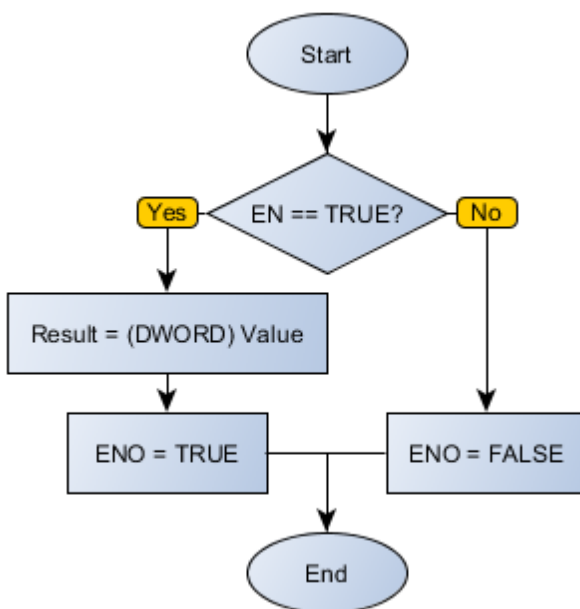 Start
EN == TRUE?
Yes
No
Result = (DWORD) Value
ENO = TRUE
ENO = FALSE
End